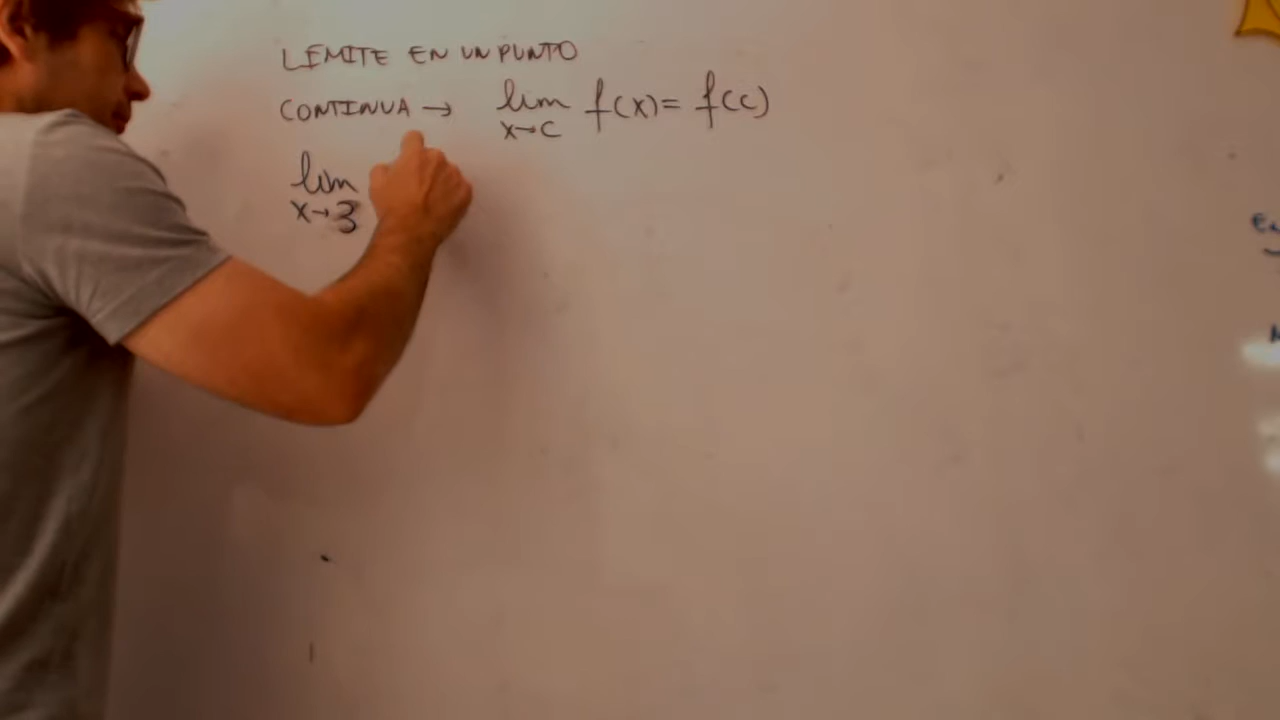 LÍMITE EN UN PUNTO
CONTINUA → lim f(x) = f(c)
x→c
lim
x→3